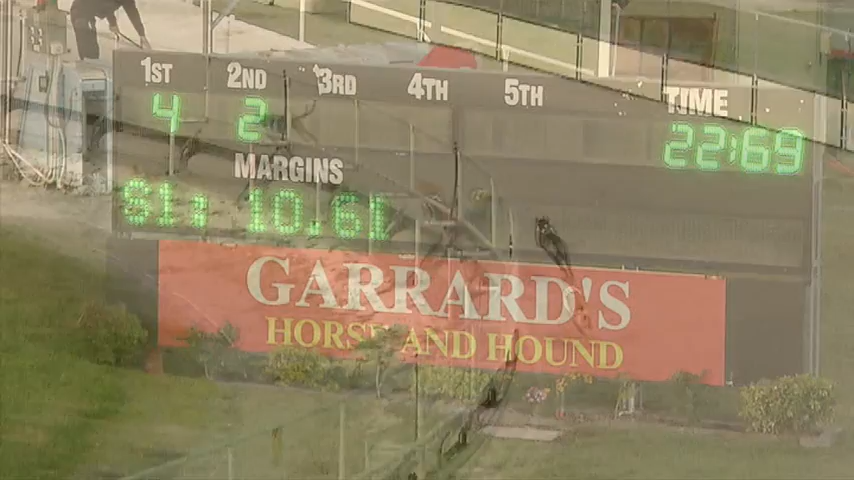 1ST 2ND 3RD 4TH 5TH TIME
4 2 22:69
MARGINS
GARRARD'S
HORSE AND HOUND